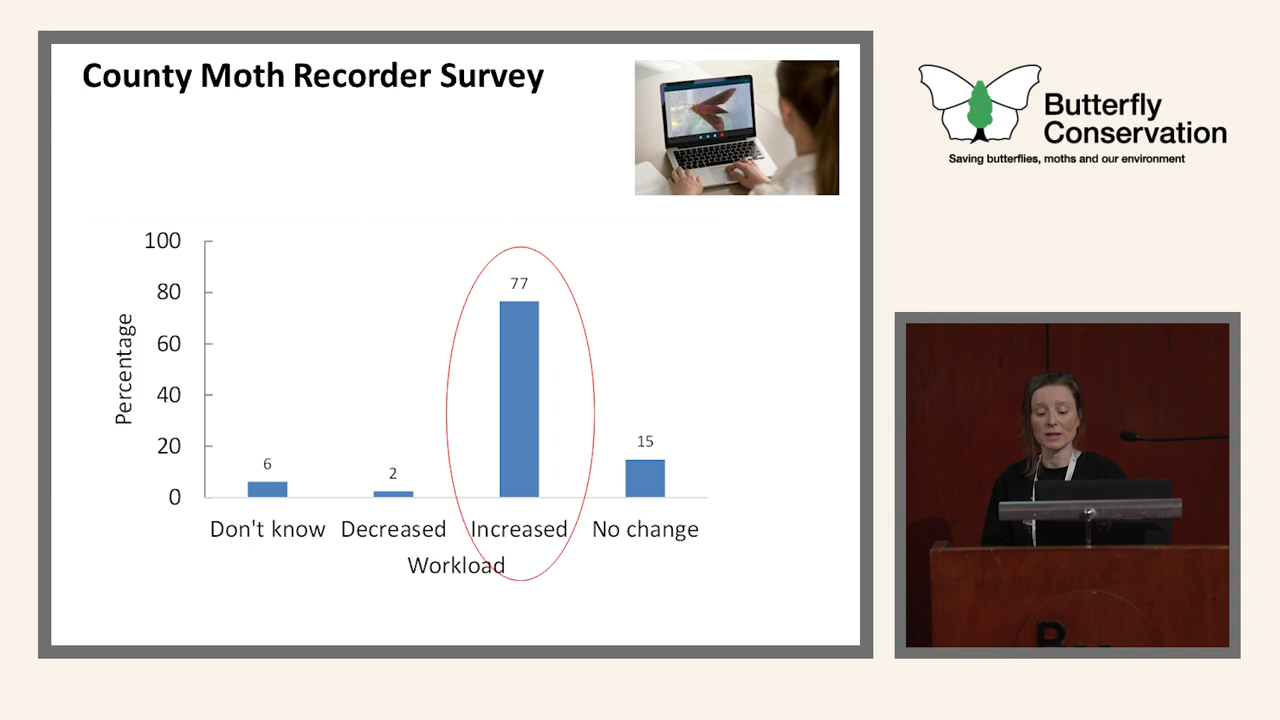 County Moth Recorder Survey
Butterfly
Conservation
Saving butterflies, moths and our environment
100
80
60
40
20
0
Percentage
6
2
77
15
Don't know
Decreased
Increased
No change
Workload